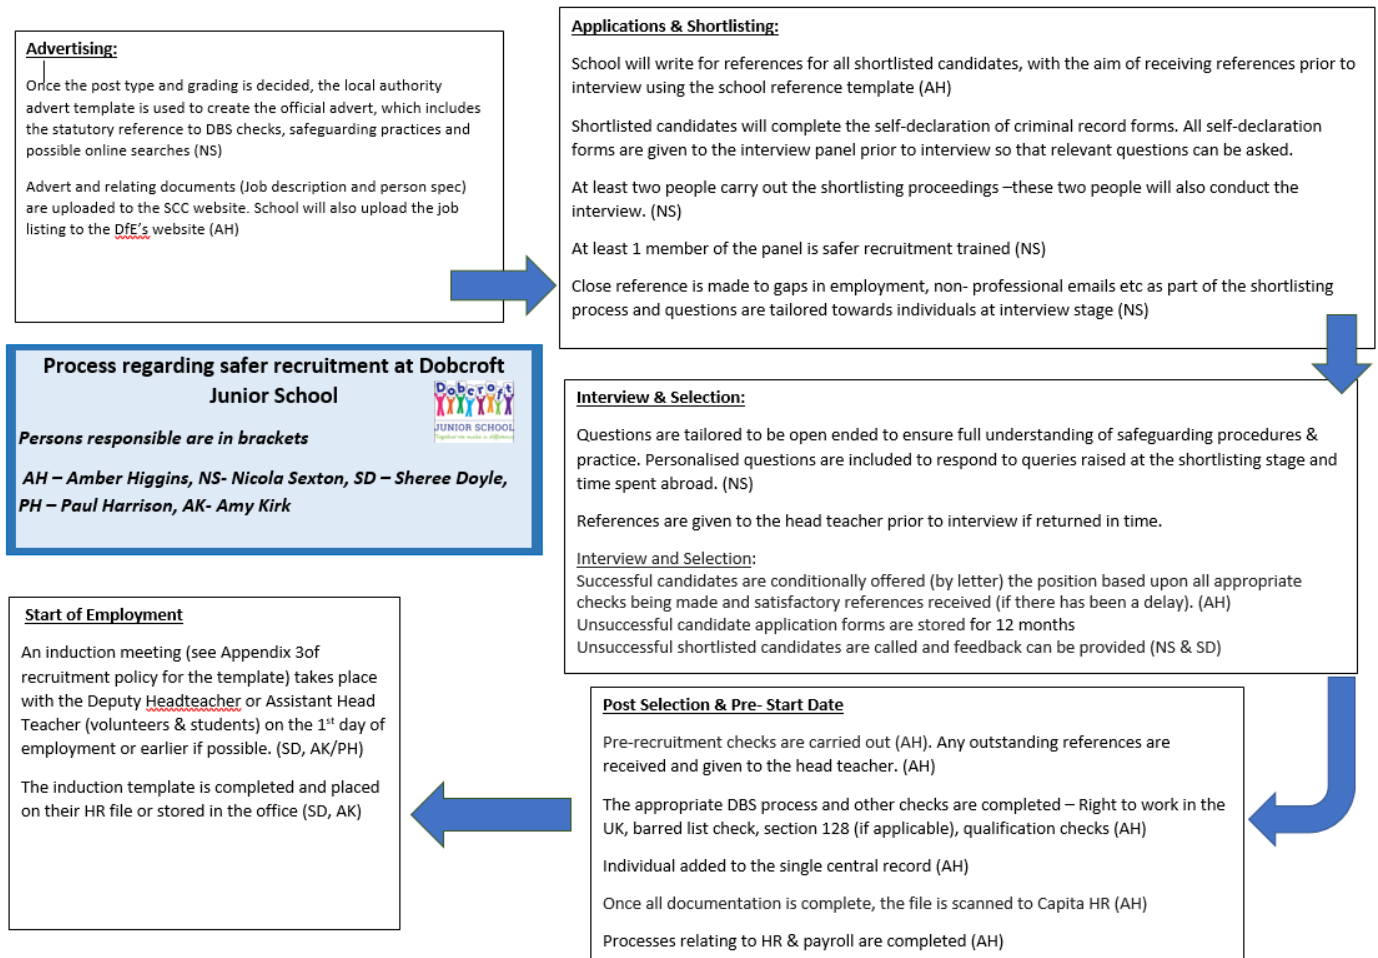 Advertising:
Once the post type and grading is decided, the local authority
advert template is used to create the official advert, which includes
the statutory reference to DBS checks, safeguarding practices and
possible online searches (NS)
Advert and relating documents (Job description and person spec)
are uploaded to the SCC website. School will also upload the job
listing to the DfE's website (AH)
Applications & Shortlisting:
School will write for references for all shortlisted candidates, with the aim of receiving references prior to
interview using the school reference template (AH)
Shortlisted candidates will complete the self-declaration of criminal record forms. All self-declaration
forms are given to the interview panel prior to interview so that relevant questions can be asked.
At least two people carry out the shortlisting proceedings –these two people will also conduct the
interview. (NS)
At least 1 member of the panel is safer recruitment trained (NS)
Close reference is made to gaps in employment, non- professional emails etc as part of the shortlisting
process and questions are tailored towards individuals at interview stage (NS)
Process regarding safer recruitment at Dobcroft
Junior School
Dobcroft
JUNIOR SCHOOL
Together we make a difference
Persons responsible are in brackets
AH – Amber Higgins, NS- Nicola Sexton, SD – Sheree Doyle,
PH – Paul Harrison, AK- Amy Kirk
Interview & Selection:
Questions are tailored to be open ended to ensure full understanding of safeguarding procedures &
practice. Personalised questions are included to respond to queries raised at the shortlisting stage and
time spent abroad. (NS)
References are given to the head teacher prior to interview if returned in time.
Interview and Selection:
Successful candidates are conditionally offered (by letter) the position based upon all appropriate
checks being made and satisfactory references received (if there has been a delay). (AH)
Unsuccessful candidate application forms are stored for 12 months
Unsuccessful shortlisted candidates are called and feedback can be provided (NS & SD)
Post Selection & Pre- Start Date
Pre-recruitment checks are carried out (AH). Any outstanding references are
received and given to the head teacher. (AH)
The appropriate DBS process and other checks are completed – Right to work in the
UK, barred list check, section 128 (if applicable), qualification checks (AH)
Individual added to the single central record (AH)
Once all documentation is complete, the file is scanned to Capita HR (AH)
Processes relating to HR & payroll are completed (AH)
Start of Employment
An induction meeting (see Appendix 3of
recruitment policy for the template) takes place
with the Deputy Headteacher or Assistant Head
Teacher (volunteers & students) on the 1st day of
employment or earlier if possible. (SD, AK/PH)
The induction template is completed and placed
on their HR file or stored in the office (SD, AK)